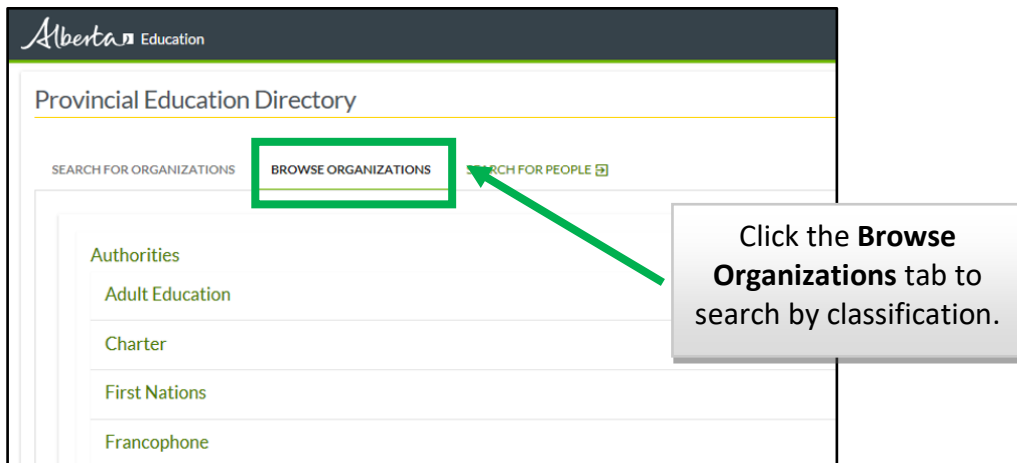 Alberta Education
Provincial Education Directory
SEARCH FOR ORGANIZATIONS BROWSE ORGANIZATIONS SEARCH FOR PEOPLE
Authorities
Adult Education
Charter
First Nations
Francophone
Click the Browse
Organizations tab to
search by classification.